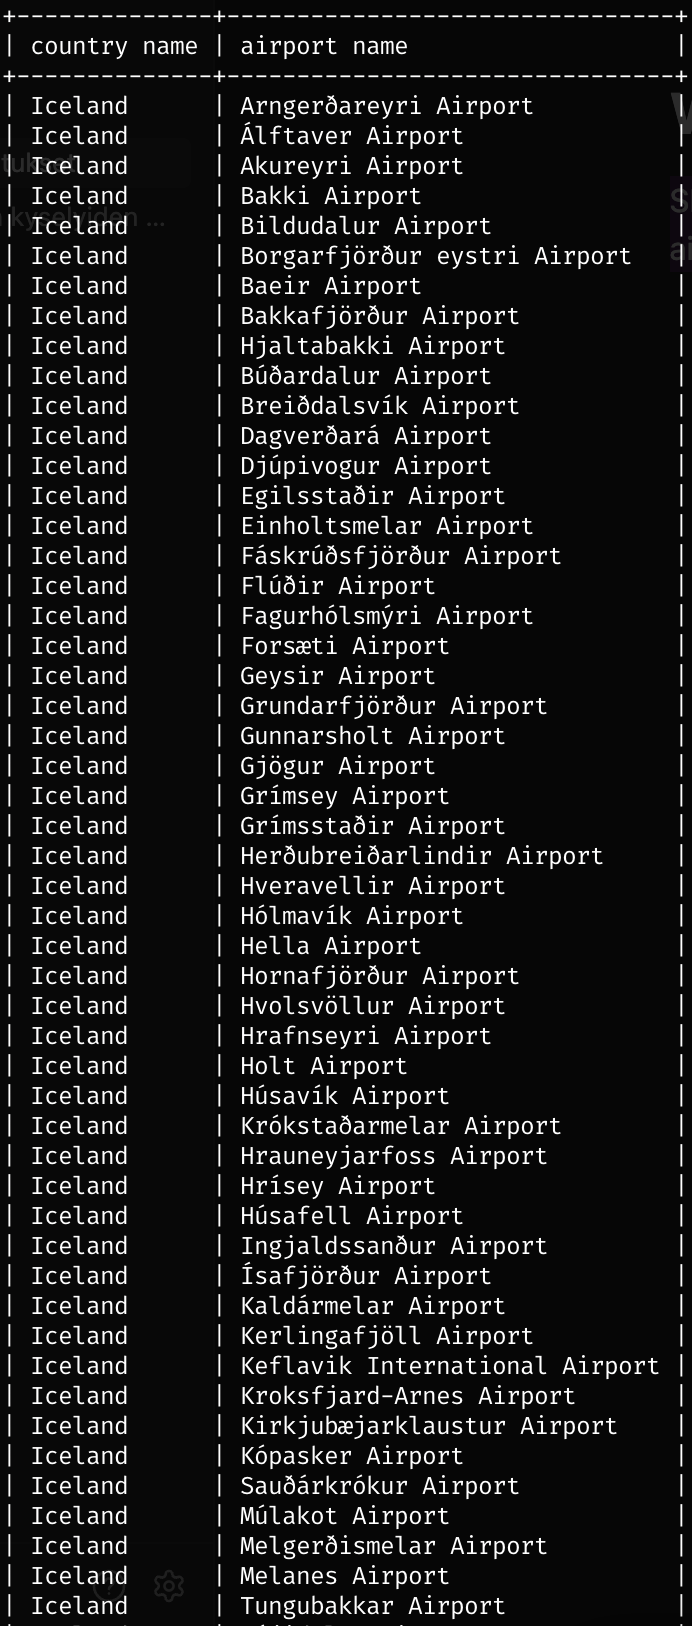 +--------------+--------------------------------+
| country name | airport name                   |
+--------------+--------------------------------+
| Iceland      | Arngerðareyri Airport          |
| Iceland      | Álftaver Airport               |
| Iceland      | Akureyri Airport               |
| Iceland      | Bakki Airport                  |
| Iceland      | Bildudalur Airport             |
| Iceland      | Borgarfjörður eystri Airport   |
| Iceland      | Baeir Airport                  |
| Iceland      | Bakkafjörður Airport           |
| Iceland      | Hjaltabakki Airport            |
| Iceland      | Búðardalur Airport             |
| Iceland      | Breiðdalsvík Airport           |
| Iceland      | Dagverðará Airport             |
| Iceland      | Djúpivogur Airport             |
| Iceland      | Egilsstaðir Airport            |
| Iceland      | Einholtsmelar Airport          |
| Iceland      | Fáskrúðsfjörður Airport        |
| Iceland      | Flúðir Airport                 |
| Iceland      | Fagurhólsmýri Airport          |
| Iceland      | Forsæti Airport                |
| Iceland      | Geysir Airport                 |
| Iceland      | Grundarfjörður Airport         |
| Iceland      | Gunnarsholt Airport            |
| Iceland      | Gjögur Airport                 |
| Iceland      | Grímsey Airport                |
| Iceland      | Grímsstaðir Airport            |
| Iceland      | Herðubreiðarlindir Airport     |
| Iceland      | Hveravellir Airport            |
| Iceland      | Hólmavík Airport               |
| Iceland      | Hella Airport                  |
| Iceland      | Hornafjörður Airport           |
| Iceland      | Hvolsvöllur Airport            |
| Iceland      | Hrafnseyri Airport             |
| Iceland      | Holt Airport                   |
| Iceland      | Húsavík Airport                |
| Iceland      | Krókstaðarmelar Airport        |
| Iceland      | Hrauneyjarfoss Airport         |
| Iceland      | Hrísey Airport                 |
| Iceland      | Húsafell Airport               |
| Iceland      | Ingjaldssanður Airport         |
| Iceland      | Ísafjörður Airport             |
| Iceland      | Kaldármelar Airport            |
| Iceland      | Kerlingafjöll Airport          |
| Iceland      | Keflavik International Airport |
| Iceland      | Kroksfjard-Arnes Airport       |
| Iceland      | Kirkjubæjarklaustur Airport    |
| Iceland      | Kópasker Airport               |
| Iceland      | Sauðárkrókur Airport           |
| Iceland      | Múlakot Airport                |
| Iceland      | Melgerðismelar Airport         |
| Iceland      | Melanes Airport                |
| Iceland      | Tungubakkar Airport            |